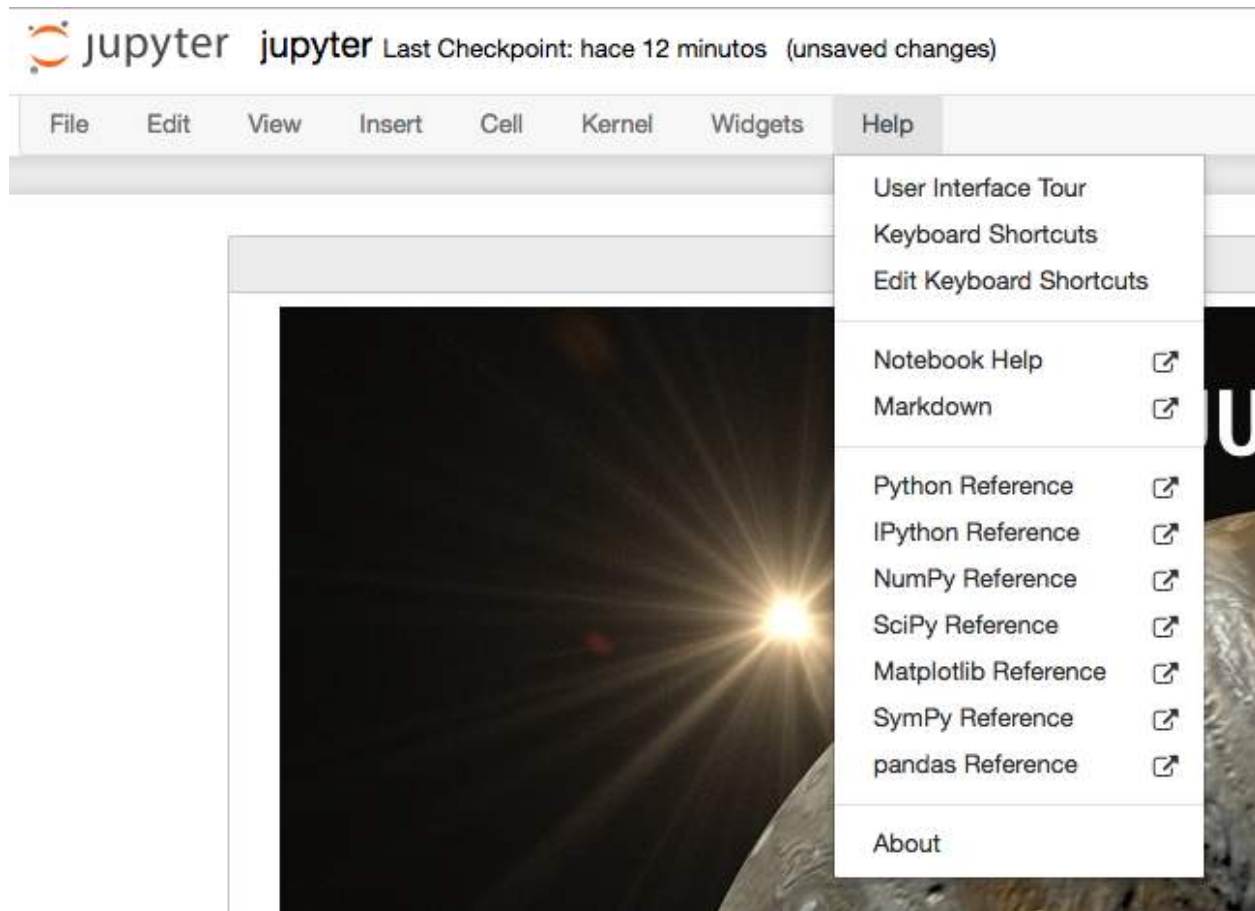 jupyter jupyter Last Checkpoint: hace 12 minutos (unsaved changes)
File Edit View Insert Cell Kernel Widgets Help
User Interface Tour
Keyboard Shortcuts
Edit Keyboard Shortcuts
Notebook Help
Markdown
JU
Python Reference
IPython Reference
NumPy Reference
SciPy Reference
Matplotlib Reference
SymPy Reference
pandas Reference
About